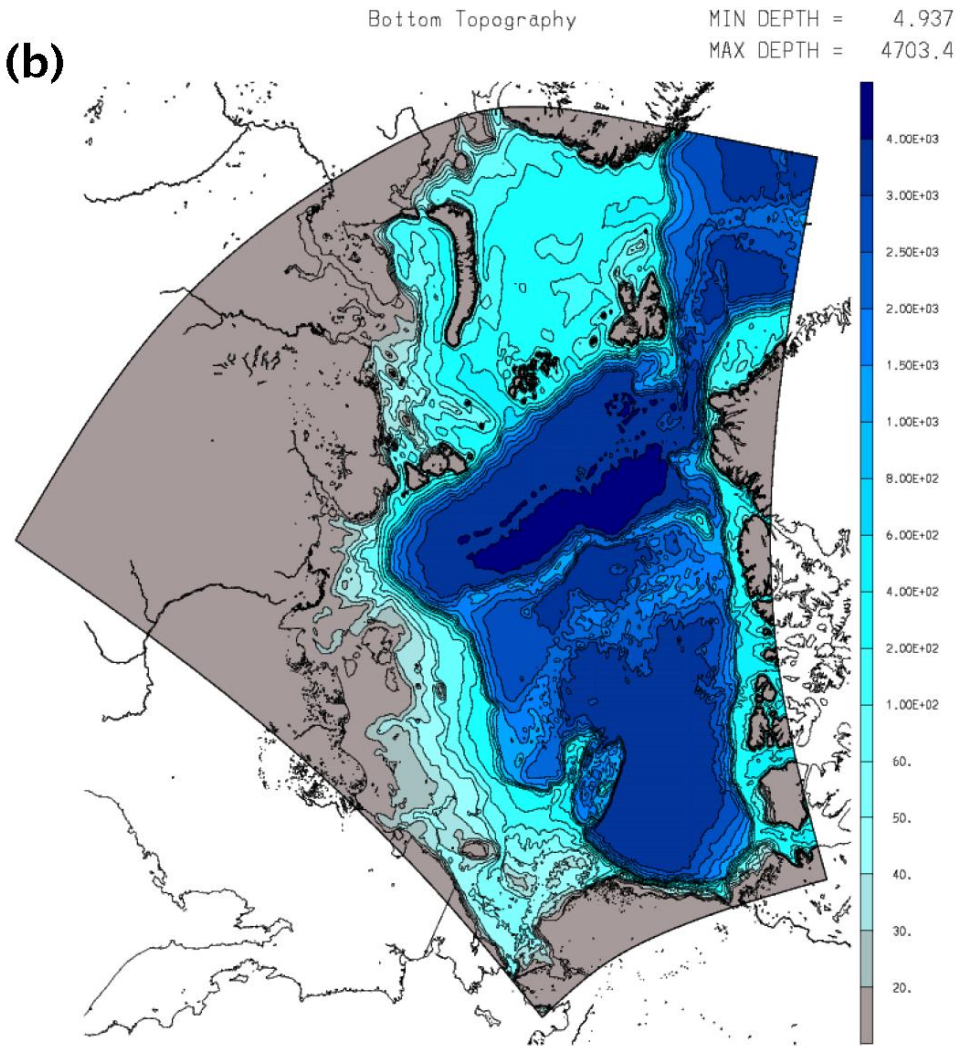 Bottom Topography MIN DEPTH = 4.937
MAX DEPTH = 4703.4
(b)
4.00E+03
3.00E+03
2.50E+03
2.00E+03
1.50E+03
1.00E+03
8.00E+02
6.00E+02
4.00E+02
2.00E+02
1.00E+02
60.
50.
40.
30.
20.